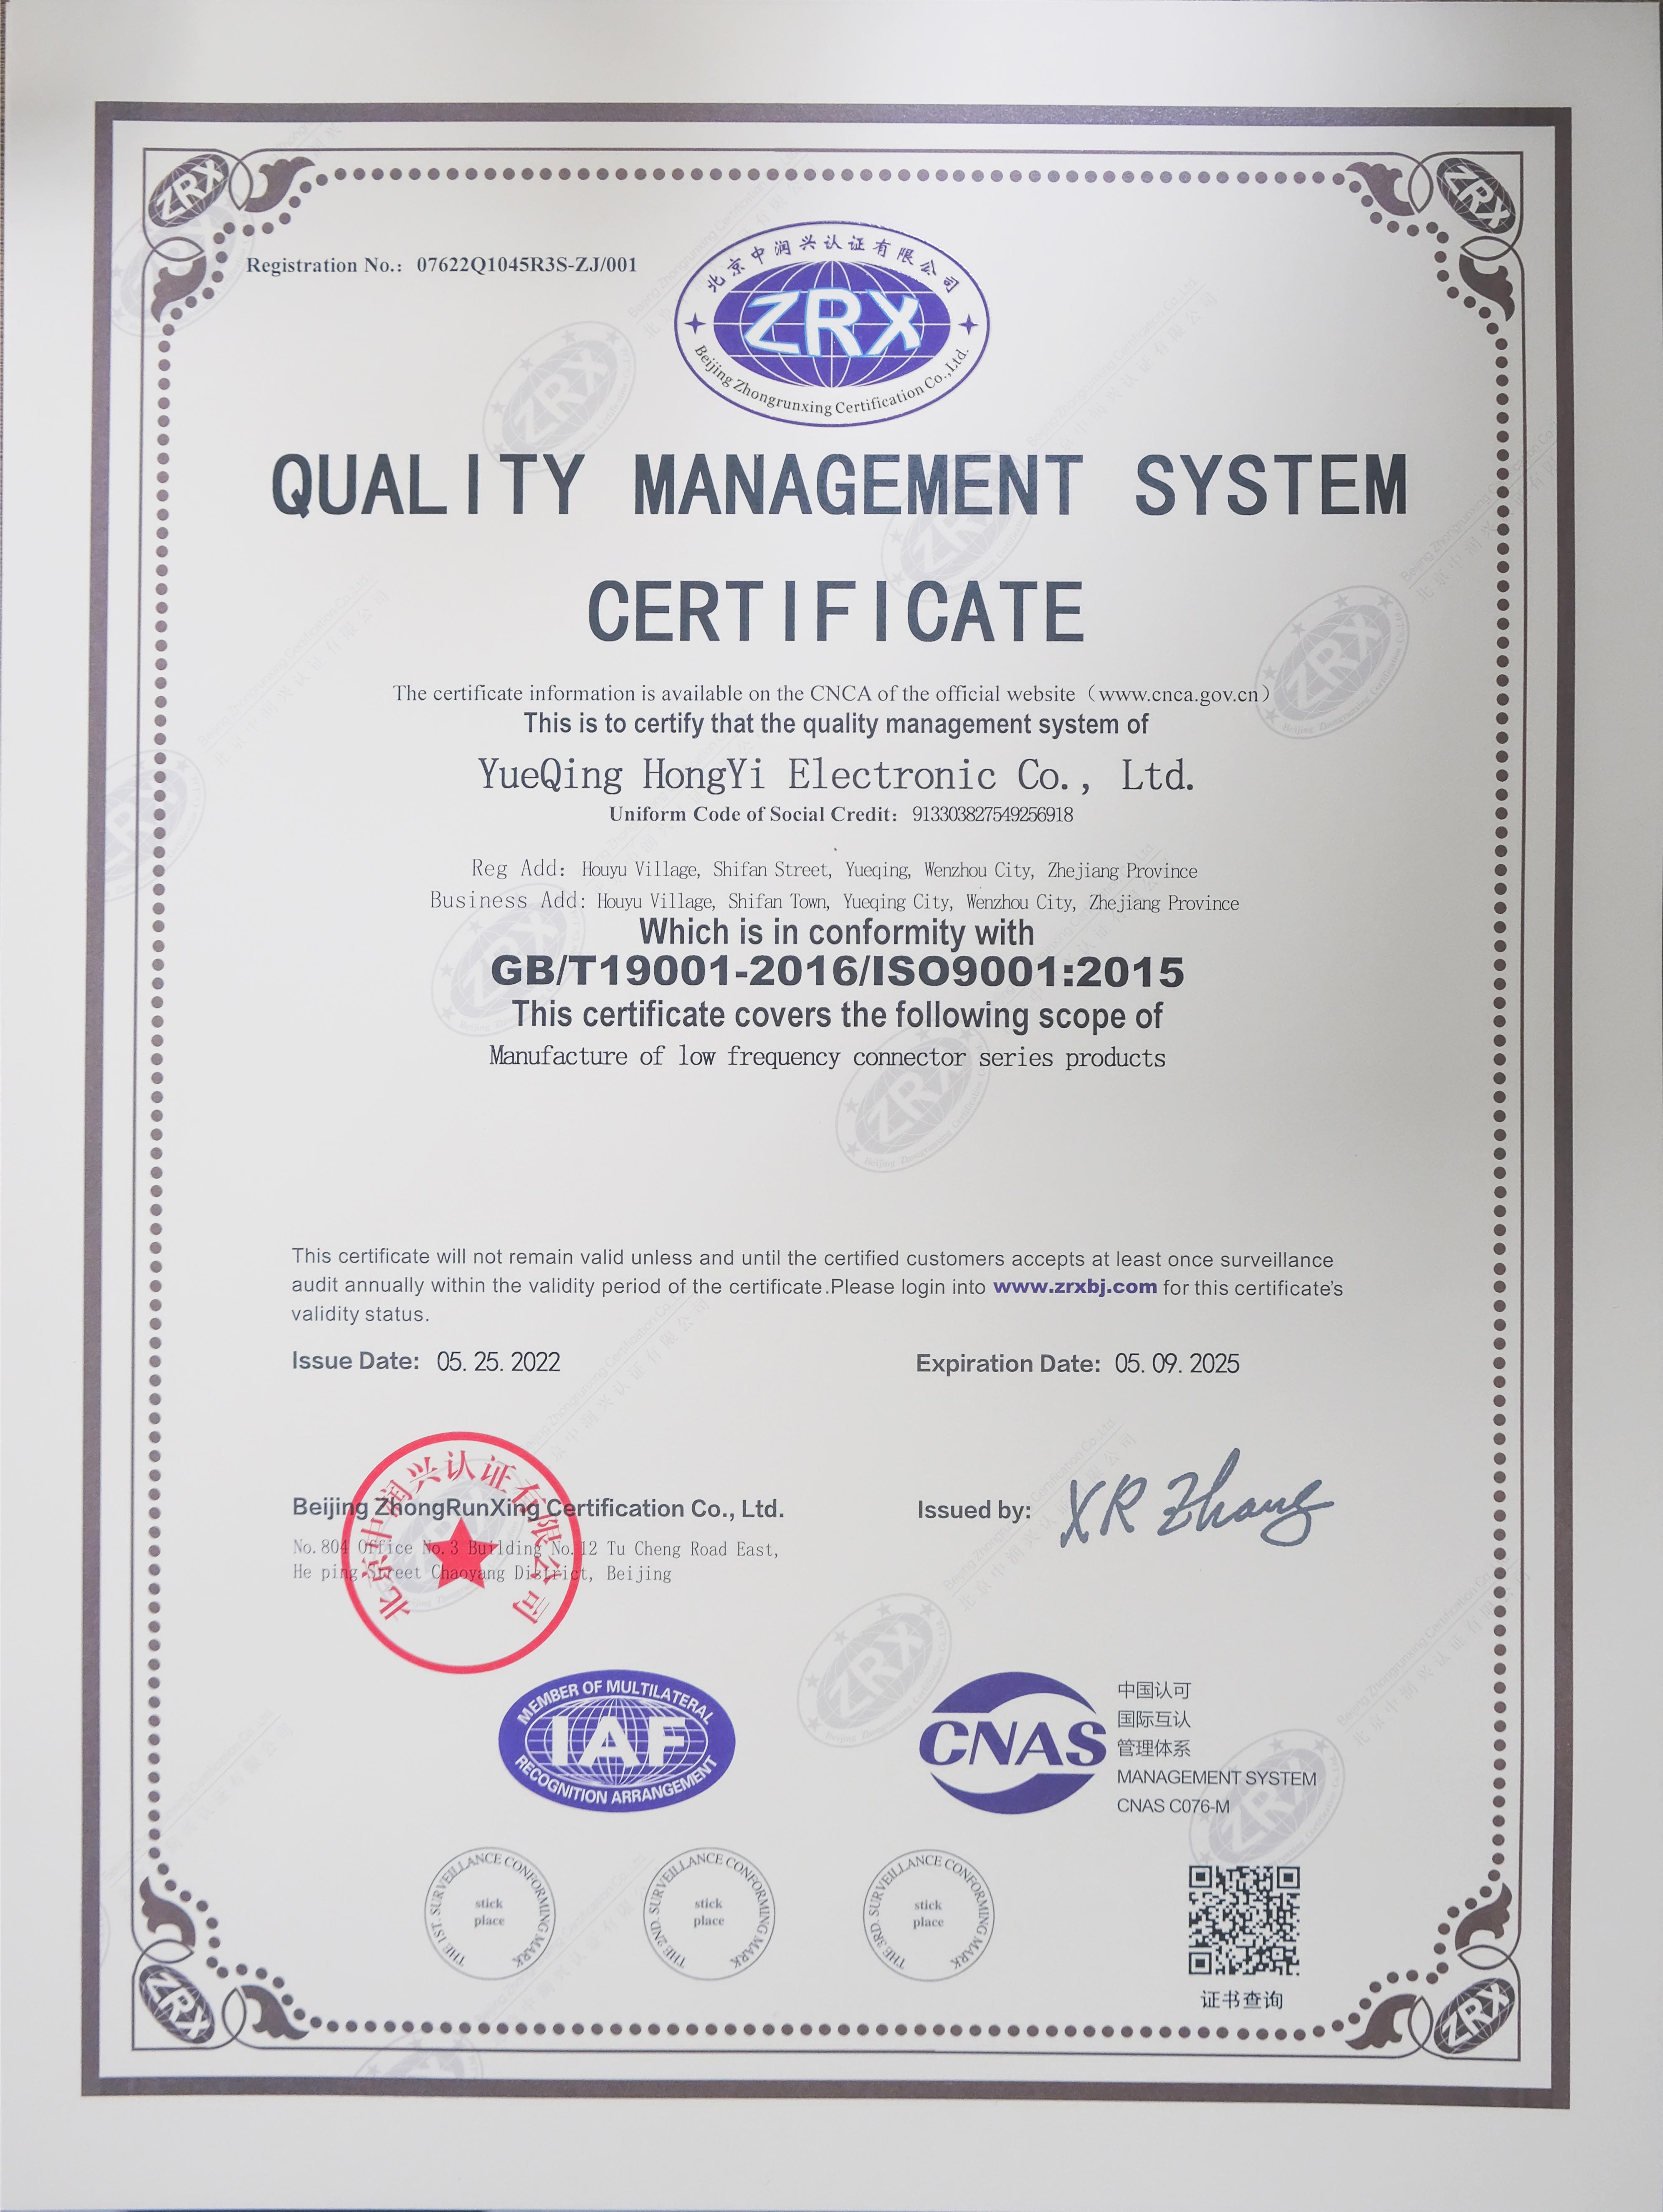 Registration No.: 07622Q1045R3S-ZJ/001
北京中润兴认证有限公司
ZRX
Beijing Zhongrunxing Certification Co.,Ltd.
QUALITY MANAGEMENT SYSTEM
CERTIFICATE
The certificate information is available on the CNCA of the official website（www.cnca.gov.cn）
This is to certify that the quality management system of
YueQing HongYi Electronic Co., Ltd.
Uniform Code of Social Credit: 913303827549256918
Reg Add: Houyu Village, Shifan Street, Yueqing, Wenzhou City, Zhejiang Province
Business Add: Houyu Village, Shifan Town, Yueqing City, Wenzhou City, Zhejiang Province
Which is in conformity with
GB/T19001-2016/ISO9001:2015
This certificate covers the following scope of
Manufacture of low frequency connector series products
This certificate will not remain valid unless and until the certified customers accepts at least once surveillance
audit annually within the validity period of the certificate.Please login into www.zrxbj.com for this certificate's
validity status.
Issue Date: 05. 25. 2022
Expiration Date: 05. 09. 2025
北京中润兴认证有限公司
Beijing ZhongRunXing Certification Co., Ltd.
No.804 Office No.3 Building No.12 Tu Cheng Road East,
He ping Street Chaoyang District, Beijing
Issued by: XR Zhang
MEMBER OF MULTILATERAL
IAF
RECOGNITION ARRANGEMENT
CNAS
中国认可
国际互认
管理体系
MANAGEMENT SYSTEM
CNAS C076-M
THE 1ST. SURVEILLANCE CONFORMING MARK
stick
place
THE 2ND. SURVEILLANCE CONFORMING MARK
stick
place
THE 3RD. SURVEILLANCE CONFORMING MARK
stick
place
证书查询
ZRX
ZRX
ZRX
ZRX